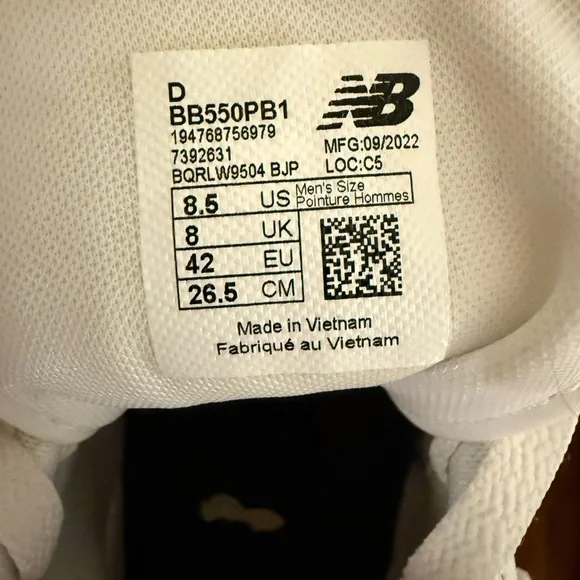 D
BB550PB1
194768756979
7392631
BQRLW9504 BJP
NB
MFG:09/2022
LOC:C5
8.5 US Men's Size
Pointure Hommes
8 UK
42 EU
26.5 CM
Made in Vietnam
Fabriqué au Vietnam